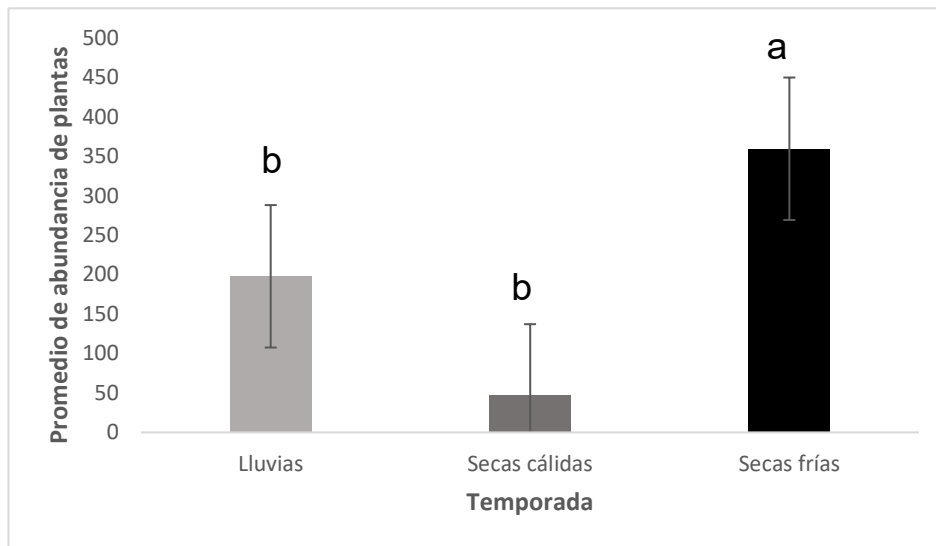 Promedio de abundancia de plantas
500
450
400
350
300
250
200
150
100
50
0
b
b
a
Lluvias
Secas cálidas
Secas frías
Temporada